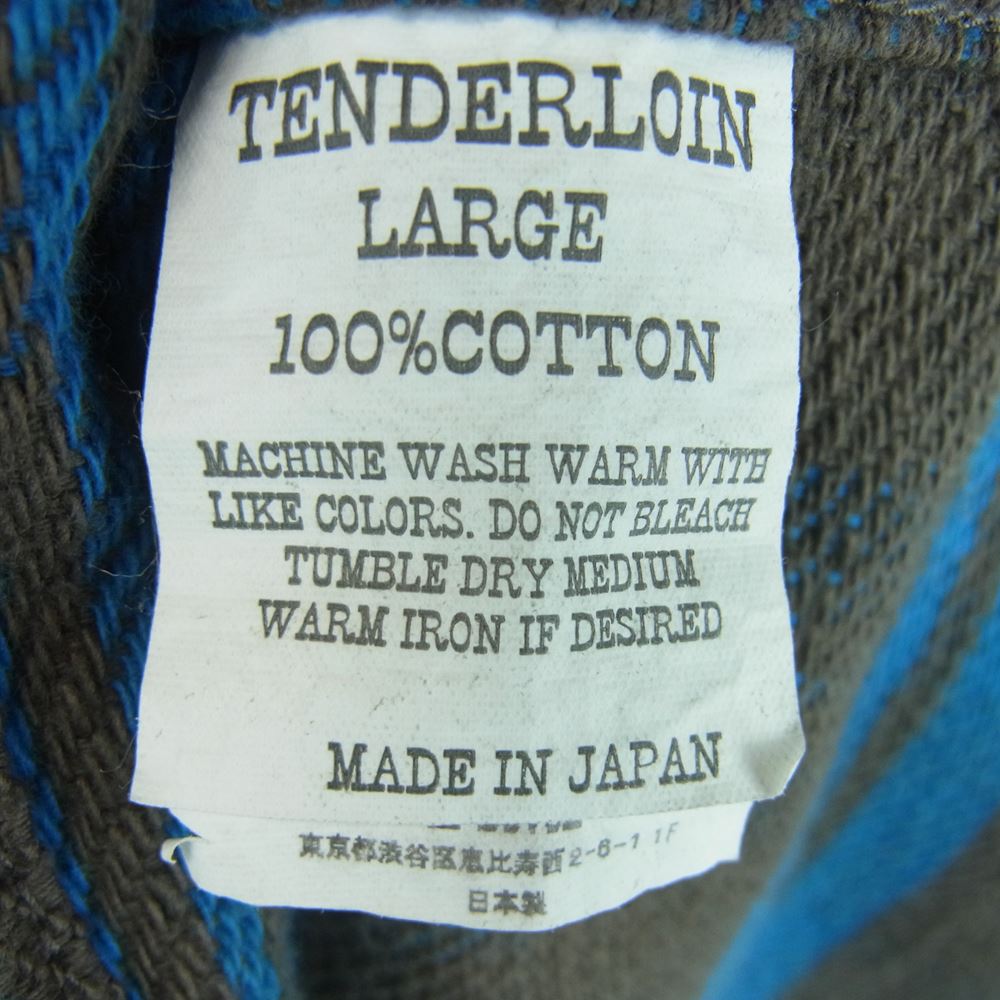 TENDERLOIN
LARGE
100%COTTON
MACHINE WASH WARM WITH
LIKE COLORS. DO NOT BLEACH
TUMBLE DRY MEDIUM
WARM IRON IF DESIRED
MADE IN JAPAN
東京都渋谷区恵比寿西2-6-1 1F
日本製